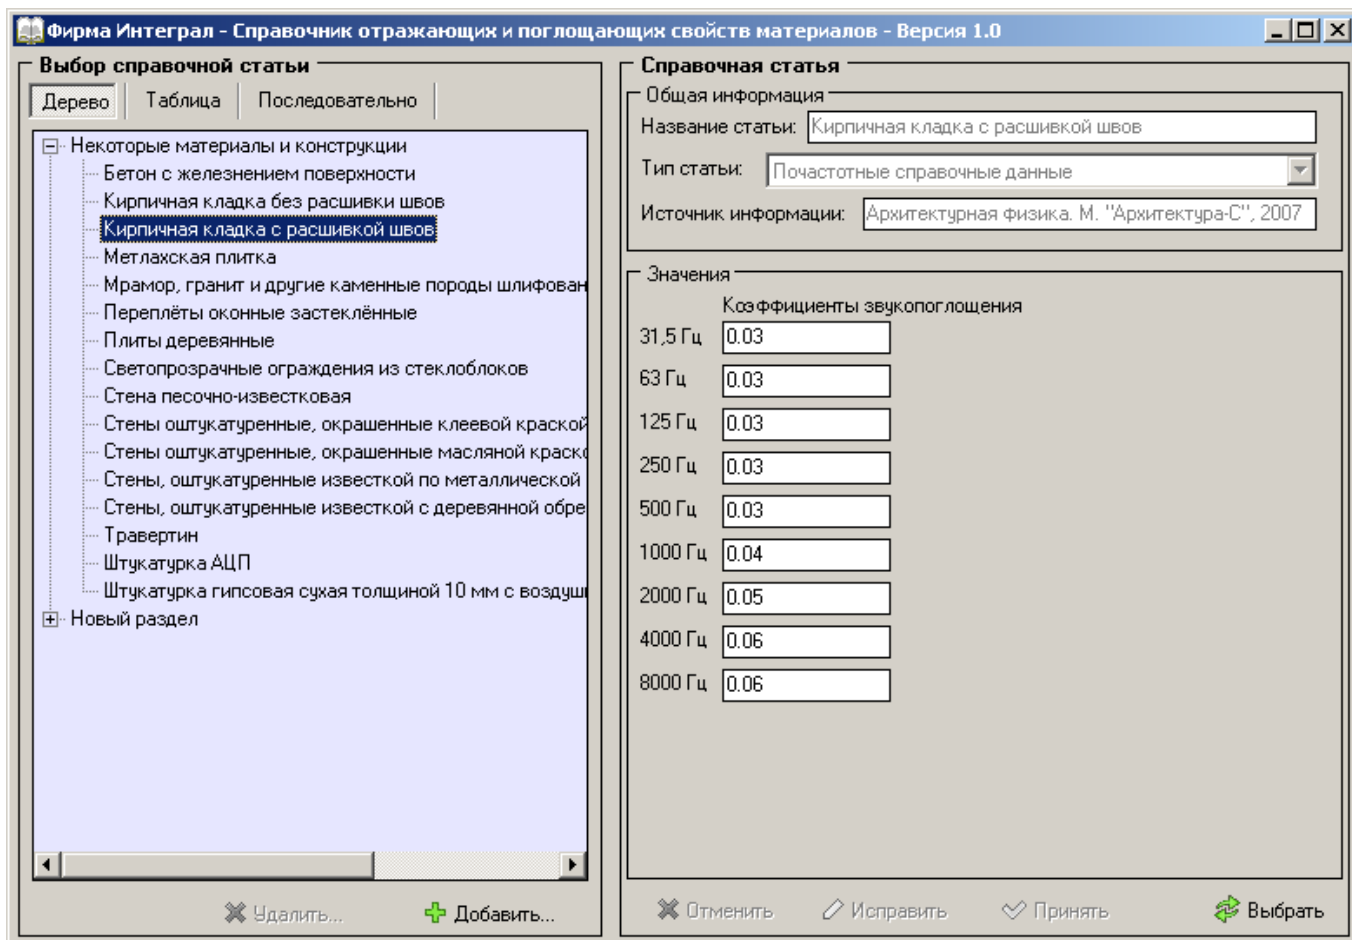 Фирма Интеграл - Справочник отражающих и поглощающих свойств материалов - Версия 1.0
Выбор справочной статьи
Дерево Таблица Последовательно
Некоторые материалы и конструкции
Бетон с железнением поверхности
Кирпичная кладка без расшивки швов
Кирпичная кладка с расшивкой швов
Метлахская плитка
Мрамор, гранит и другие каменные породы шлифован
Переплёты оконные застеклённые
Плиты деревянные
Светопрозрачные ограждения из стеклоблоков
Стена песочно-известковая
Стены оштукатуренные, окрашенные клеевой краской
Стены оштукатуренные, окрашенные масляной краско
Стены, оштукатуренные известкой по металлической
Стены, оштукатуренные известкой с деревянной обре
Травертин
Штукатурка АЦП
Штукатурка гипсовая сухая толщиной 10 мм с воздуш
Новый раздел
Удалить... Добавить...
Справочная статья
Общая информация
Название статьи: Кирпичная кладка с расшивкой швов
Тип статьи: Почастотные справочные данные
Источник информации: Архитектурная физика. М. "Архитектура-С", 2007
Значения
Коэффициенты звукопоглощения
31,5 Гц 0.03
63 Гц 0.03
125 Гц 0.03
250 Гц 0.03
500 Гц 0.03
1000 Гц 0.04
2000 Гц 0.05
4000 Гц 0.06
8000 Гц 0.06
Отменить Исправить Принять Выбрать